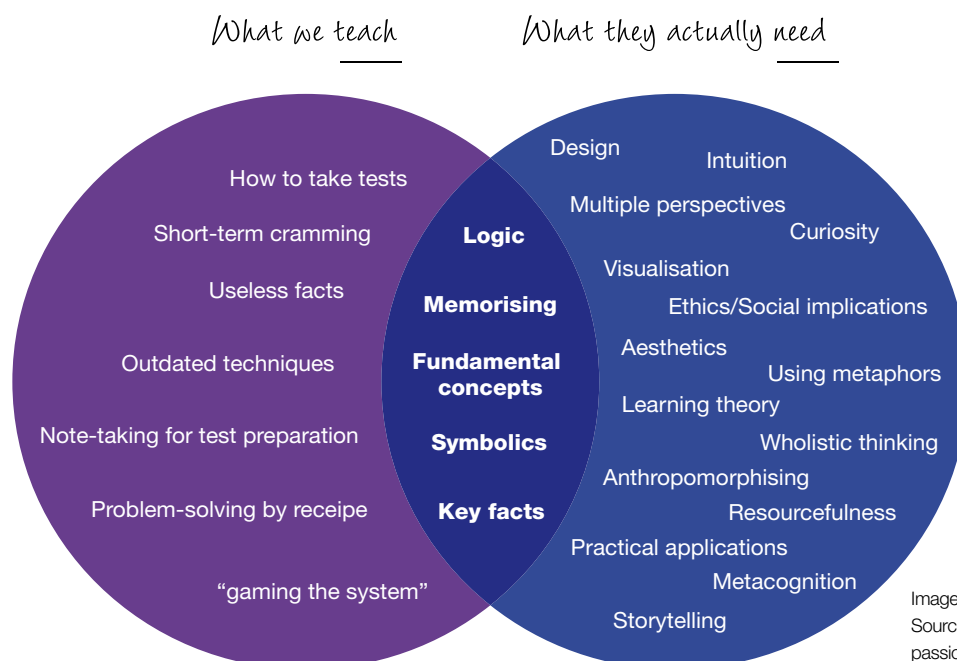 What we teach
What they actually need
How to take tests
Short-term cramming
Useless facts
Outdated techniques
Note-taking for test preparation
Problem-solving by receipe
“gaming the system”
Logic
Memorising
Fundamental
concepts
Symbolics
Key facts
Design
Intuition
Multiple perspectives
Curiosity
Visualisation
Ethics/Social implications
Aesthetics
Using metaphors
Learning theory
Wholistic thinking
Anthropomorphising
Resourcefulness
Practical applications
Metacognition
Storytelling
Image
Sourc
passio